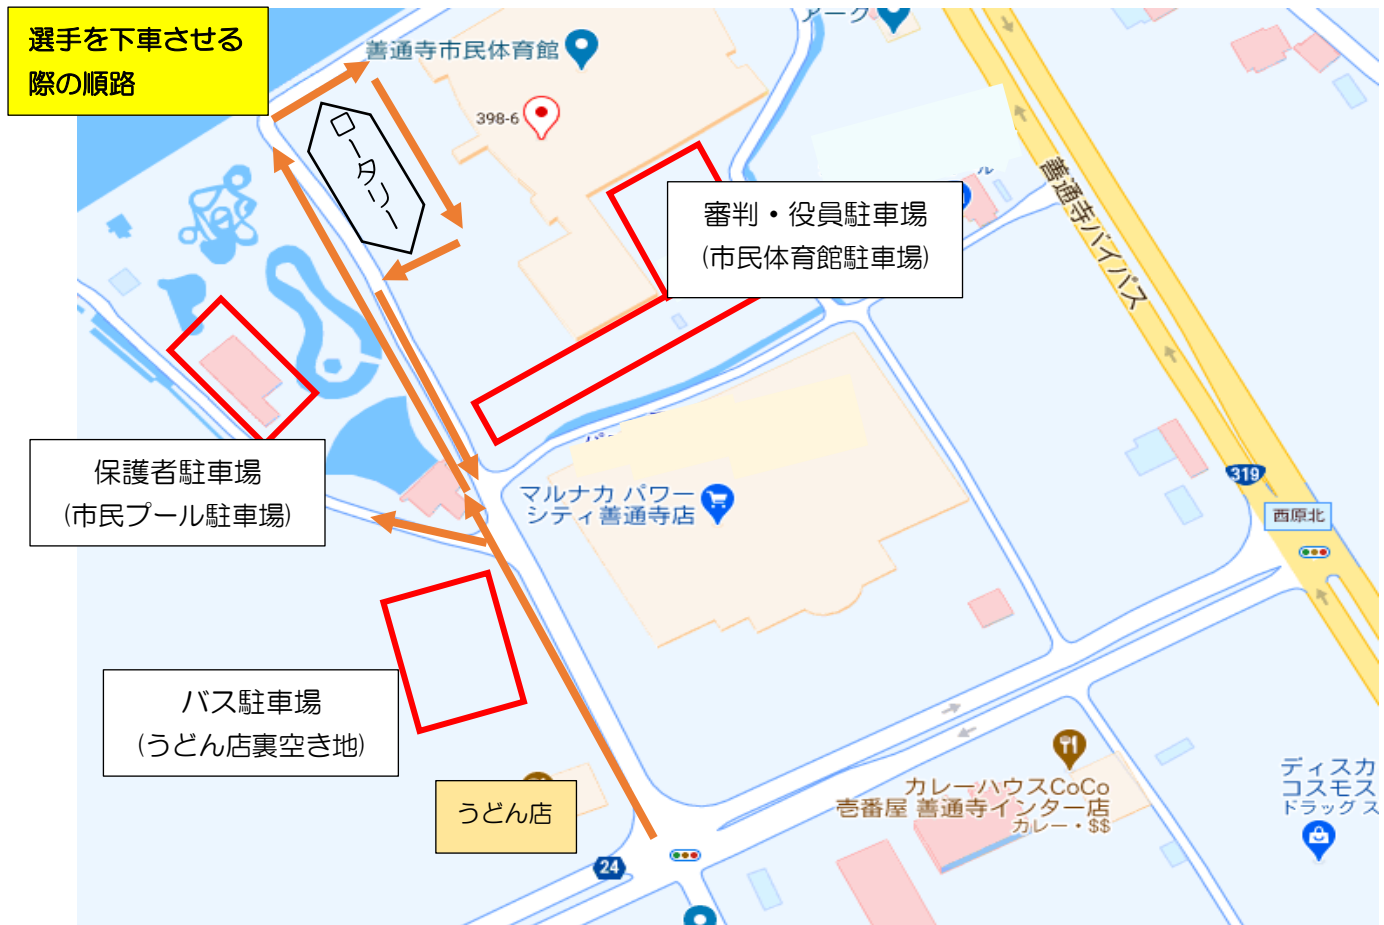 選手を下車させる
際の順路
アーク
善通寺市民体育館
398-6
ロータリー
審判・役員駐車場
(市民体育館駐車場)
ル
善通寺バイパス
保護者駐車場
(市民プール駐車場)
マルナカ パワー
シティ善通寺店
319
西原北
バス駐車場
(うどん店裏空き地)
うどん店
カレーハウスCoCo
壱番屋 善通寺インター店
カレー・$$
ディスカ
コスモス
ドラッグス
24